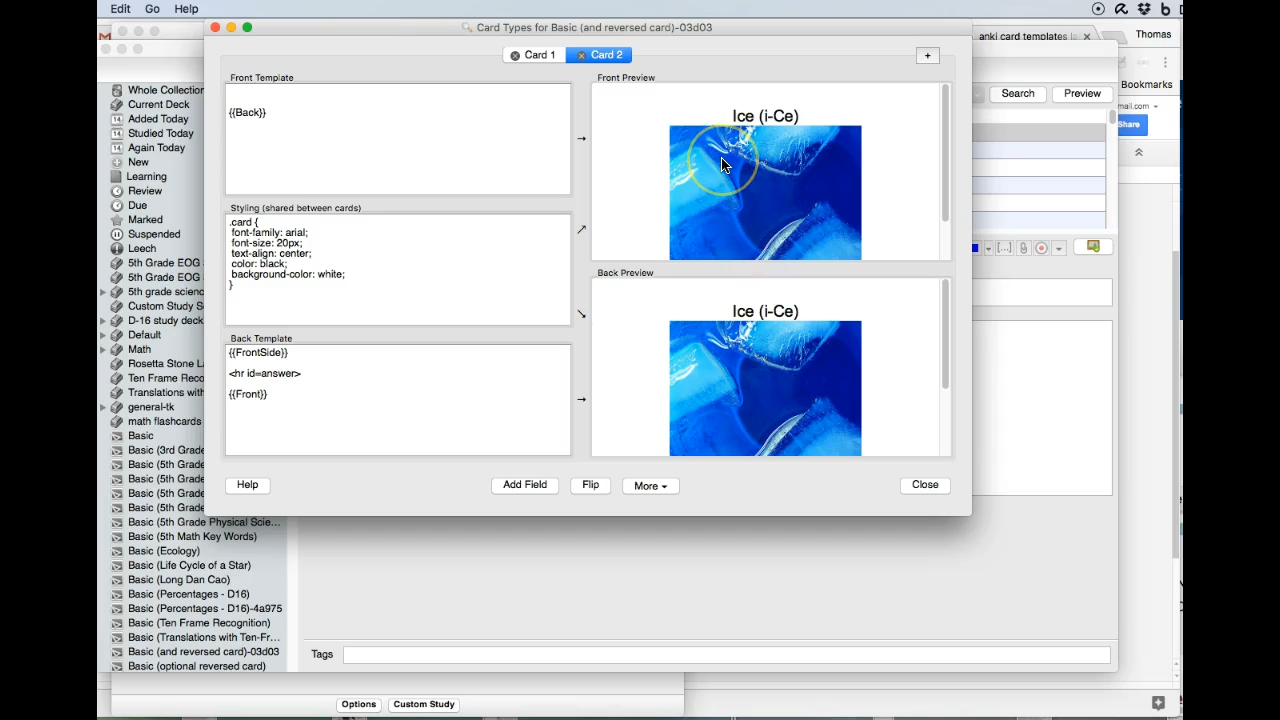 Edit Go Help
Card Types for Basic (and reversed card)-03d03
anki card templates
Thomas
Card 1
Card 2
+
Front Template
Front Preview
Bookmarks
Search
Preview
{{Back}}
Ice (i-Ce)
mail.com
Share
Whole Collection
Current Deck
Added Today
Studied Today
Again Today
New
Learning
Review
Due
Marked
Suspended
Leech
5th Grade EOG
5th Grade EOG
5th grade scienc
Custom Study S
D-16 study deck
Default
Math
Rosetta Stone La
Ten Frame Reco
Translations with
general-tk
math flashcards
Basic
Basic (3rd Grade
Basic (5th Grade
Basic (5th Grade
Basic (5th Grade
Basic (5th Grade
Basic (5th Grade Physical Scie...
Basic (5th Math Key Words)
Basic (Ecology)
Basic (Life Cycle of a Star)
Basic (Long Dan Cao)
Basic (Percentages - D16)
Basic (Percentages - D16)-4a975
Basic (Ten Frame Recognition)
Basic (Translations with Ten-Fr...
Basic (and reversed card)-03d03
Basic (optional reversed card)
Styling (shared between cards)
.card {
font-family: arial;
font-size: 20px;
text-align: center;
color: black;
background-color: white;
}
[...]
Back Preview
Ice (i-Ce)
Back Template
{{FrontSide}}
<hr id=answer>
{{Front}}
Help
Add Field
Flip
More
Close
Tags
Options
Custom Study